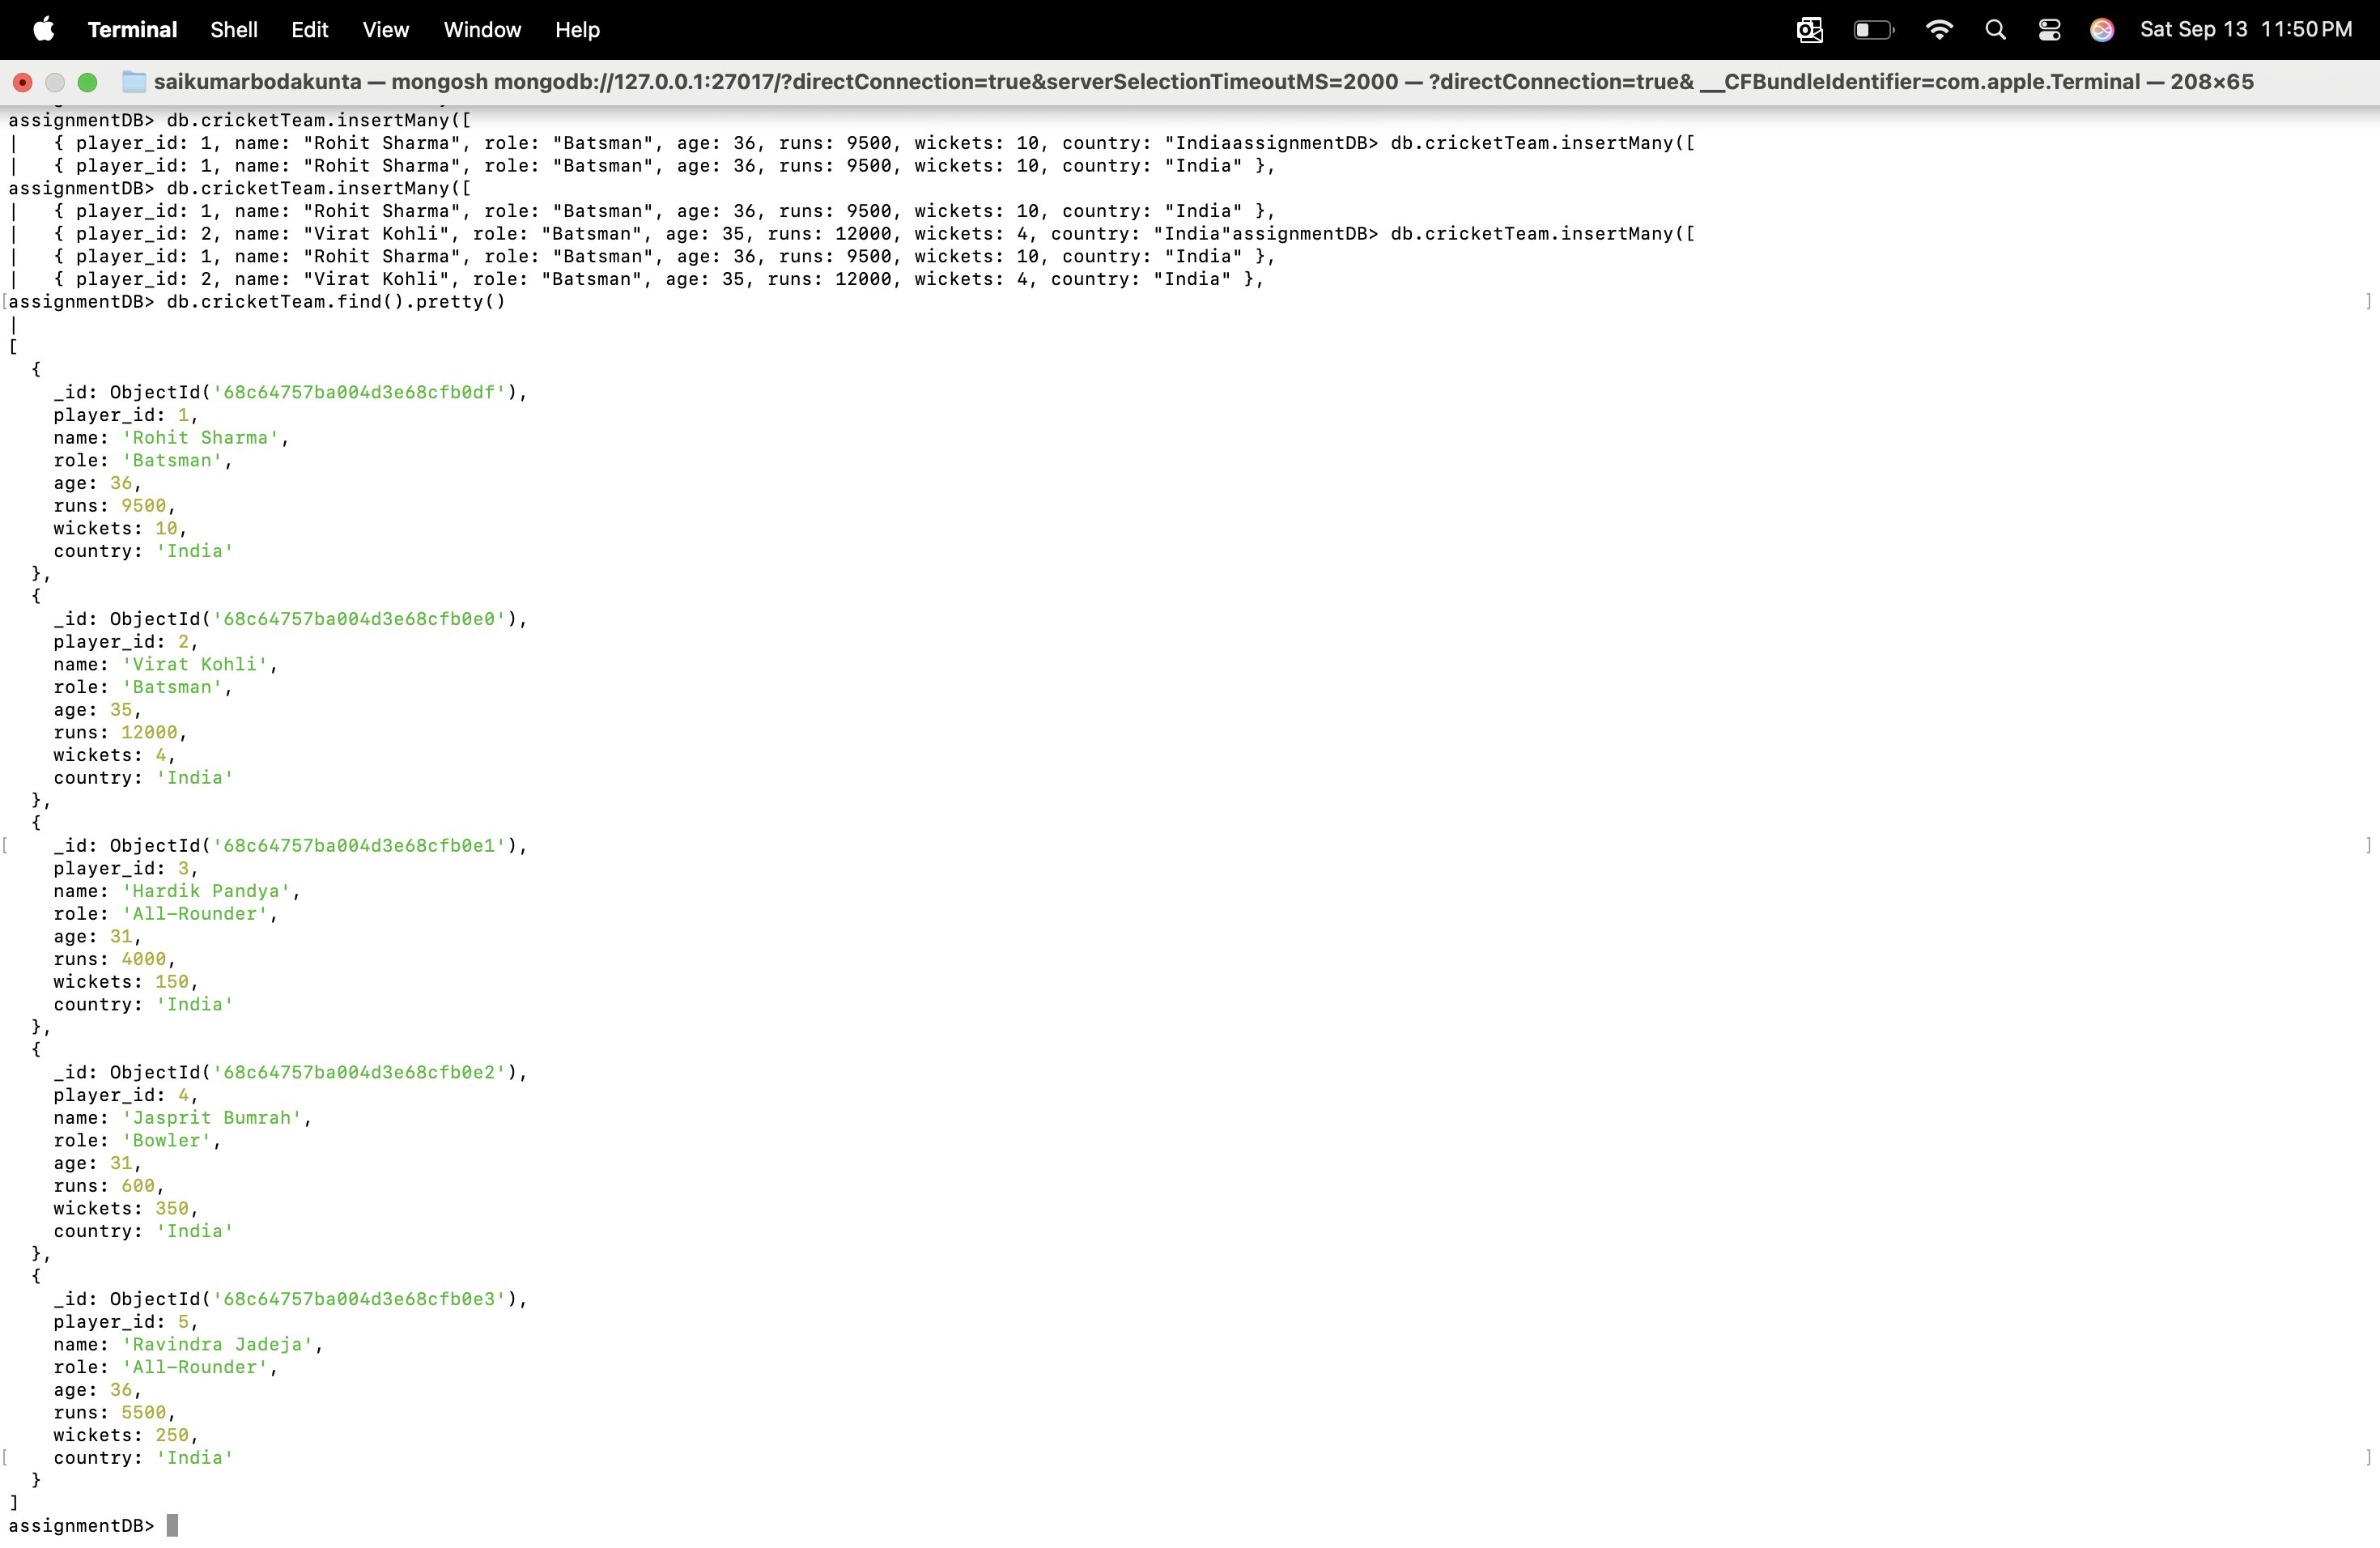 Terminal Shell Edit View Window Help Sat Sep 13 11:50 PM
saikumarbodakunta — mongosh mongodb://127.0.0.1:27017/?directConnection=true&serverSelectionTimeoutMS=2000 — ?directConnection=true& __CFBundleIdentifier=com.apple.Terminal — 208×65
assignmentDB> db.cricketTeam.insertMany([
|   { player_id: 1, name: "Rohit Sharma", role: "Batsman", age: 36, runs: 9500, wickets: 10, country: "IndiaassignmentDB> db.cricketTeam.insertMany([
|   { player_id: 1, name: "Rohit Sharma", role: "Batsman", age: 36, runs: 9500, wickets: 10, country: "India" },
assignmentDB> db.cricketTeam.insertMany([
|   { player_id: 1, name: "Rohit Sharma", role: "Batsman", age: 36, runs: 9500, wickets: 10, country: "India" },
|   { player_id: 2, name: "Virat Kohli", role: "Batsman", age: 35, runs: 12000, wickets: 4, country: "India"assignmentDB> db.cricketTeam.insertMany([
|   { player_id: 1, name: "Rohit Sharma", role: "Batsman", age: 36, runs: 9500, wickets: 10, country: "India" },
|   { player_id: 2, name: "Virat Kohli", role: "Batsman", age: 35, runs: 12000, wickets: 4, country: "India" },
[assignmentDB> db.cricketTeam.find().pretty() ]
|
[
  {
    _id: ObjectId('68c64757ba004d3e68cfb0df'),
    player_id: 1,
    name: 'Rohit Sharma',
    role: 'Batsman',
    age: 36,
    runs: 9500,
    wickets: 10,
    country: 'India'
  },
  {
    _id: ObjectId('68c64757ba004d3e68cfb0e0'),
    player_id: 2,
    name: 'Virat Kohli',
    role: 'Batsman',
    age: 35,
    runs: 12000,
    wickets: 4,
    country: 'India'
  },
  {
[    _id: ObjectId('68c64757ba004d3e68cfb0e1'), ]
    player_id: 3,
    name: 'Hardik Pandya',
    role: 'All-Rounder',
    age: 31,
    runs: 4000,
    wickets: 150,
    country: 'India'
  },
  {
    _id: ObjectId('68c64757ba004d3e68cfb0e2'),
    player_id: 4,
    name: 'Jasprit Bumrah',
    role: 'Bowler',
    age: 31,
    runs: 600,
    wickets: 350,
    country: 'India'
  },
  {
    _id: ObjectId('68c64757ba004d3e68cfb0e3'),
    player_id: 5,
    name: 'Ravindra Jadeja',
    role: 'All-Rounder',
    age: 36,
    runs: 5500,
    wickets: 250,
[    country: 'India' ]
  }
]
assignmentDB>